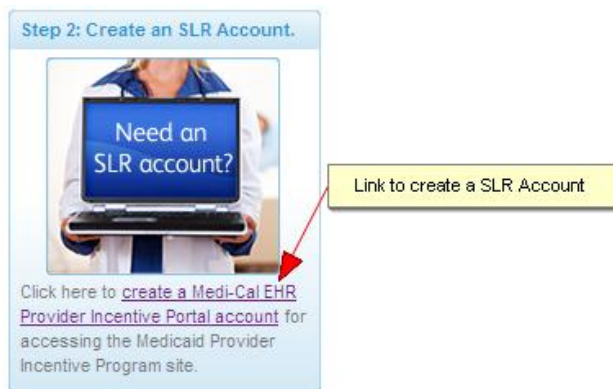 Step 2: Create an SLR Account.
Need an
SLR account?
Link to create a SLR Account
Click here to create a Medi-Cal EHR
Provider Incentive Portal account for
accessing the Medicaid Provider
Incentive Program site.